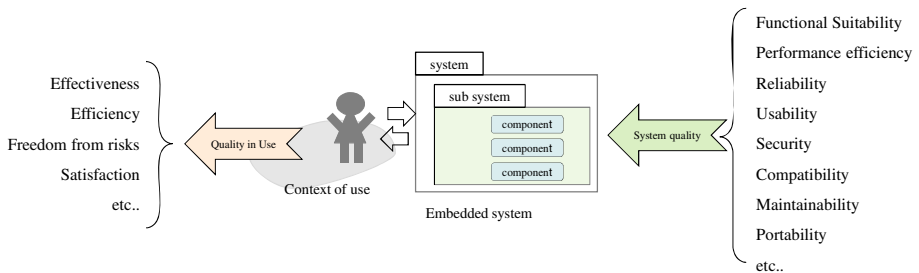 Effectiveness
Efficiency
Freedom from risks
Satisfaction
etc..
Quality in Use
Context of use
system
sub system
component
component
component
Embedded system
System quality
Functional Suitability
Performance efficiency
Reliability
Usability
Security
Compatibility
Maintainability
Portability
etc..